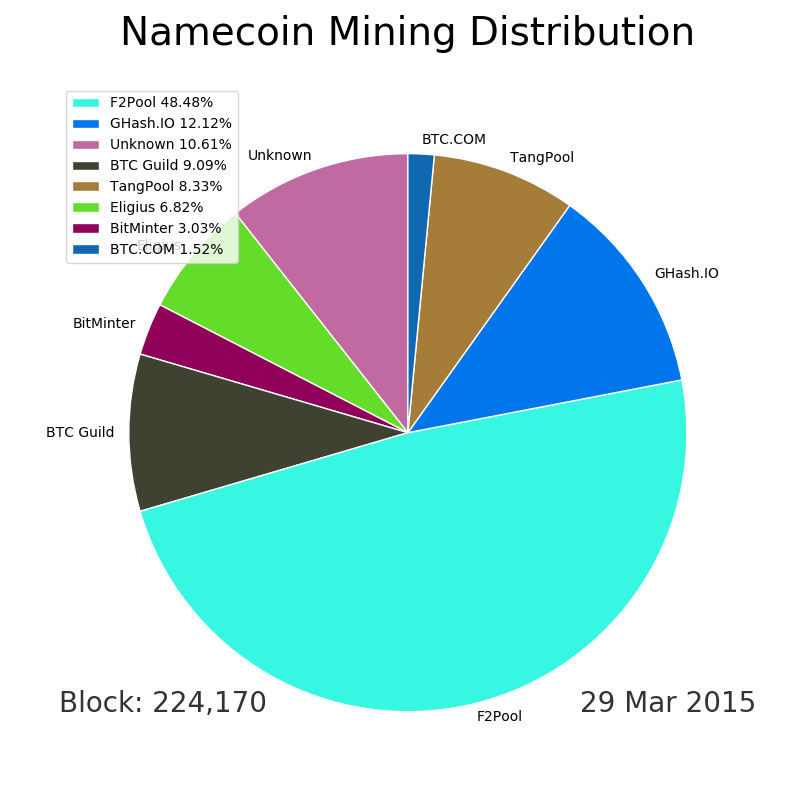 Namecoin Mining Distribution
F2Pool 48.48%
GHash.IO 12.12%
Unknown 10.61%
BTC Guild 9.09%
TangPool 8.33%
Eligius 6.82%
BitMinter 3.03%
BTC.COM 1.52%
BTC.COM
Unknown
TangPool
Eligius
GHash.IO
BitMinter
BTC Guild
F2Pool
Block: 224,170
29 Mar 2015